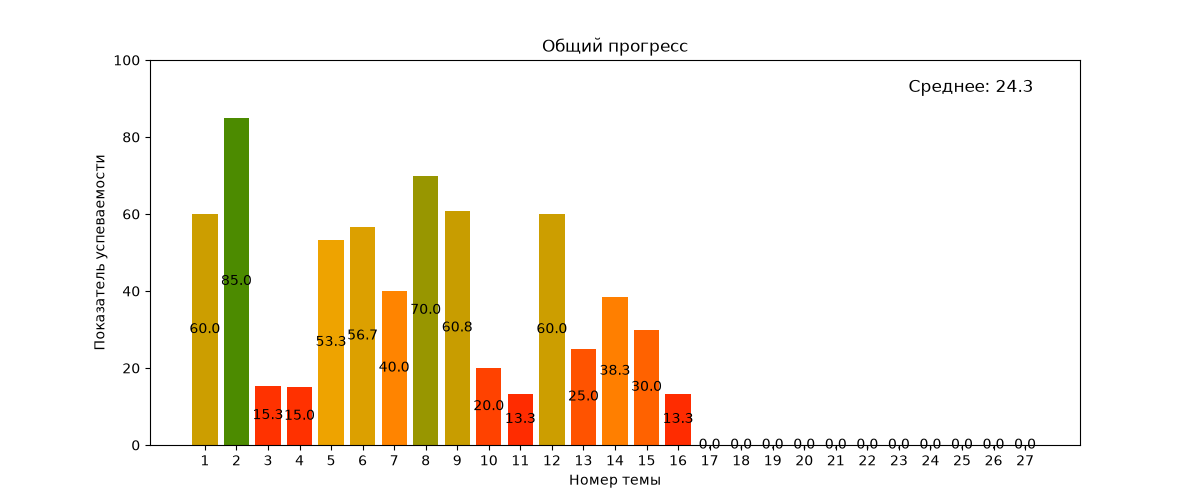 Общий прогресс
Среднее: 24.3
Показатель успеваемости
100
80
60
40
20
0
60.0 85.0 15.3 15.0 53.3 56.7 40.0 70.0 60.8 20.0 13.3 60.0 25.0 38.3 30.0 13.3 0.0 0.0 0.0 0.0 0.0 0.0 0.0 0.0 0.0 0.0 0.0
1 2 3 4 5 6 7 8 9 10 11 12 13 14 15 16 17 18 19 20 21 22 23 24 25 26 27
Номер темы